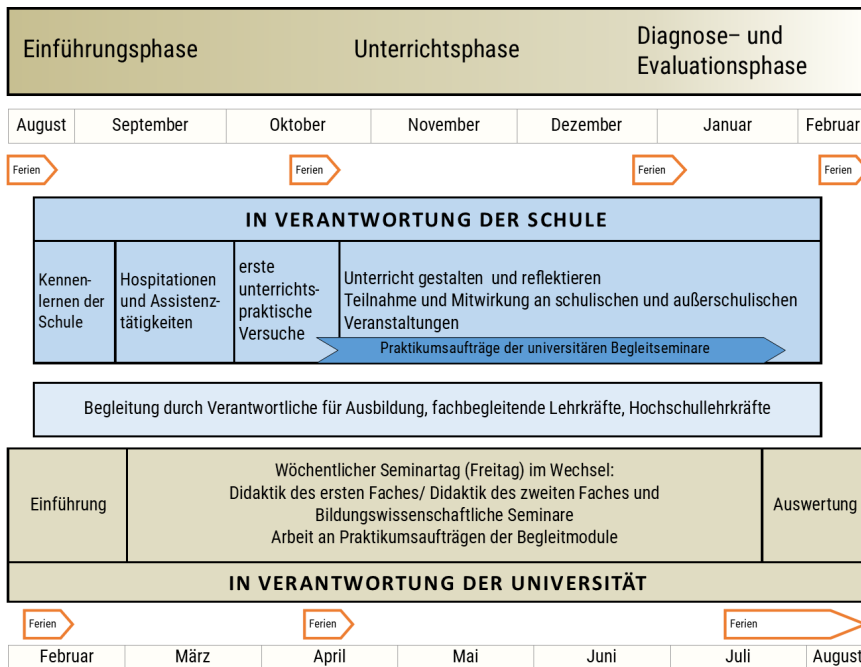 Einführungsphase
Unterrichtsphase
Diagnose– und
Evaluationsphase
August
September
Oktober
November
Dezember
Januar
Februar
Ferien
Ferien
Ferien
Ferien
IN VERANTWORTUNG DER SCHULE
Kennen-
lernen der
Schule
Hospitationen
und Assistenz-
tätigkeiten
erste
unterrichts-
praktische
Versuche
Unterricht gestalten und reflektieren
Teilnahme und Mitwirkung an schulischen und außerschulischen
Veranstaltungen
Praktikumsaufträge der universitären Begleitseminare
Begleitung durch Verantwortliche für Ausbildung, fachbegleitende Lehrkräfte, Hochschullehrkräfte
Einführung
Wöchentlicher Seminartag (Freitag) im Wechsel:
Didaktik des ersten Faches/ Didaktik des zweiten Faches und
Bildungswissenschaftliche Seminare
Arbeit an Praktikumsaufträgen der Begleitmodule
Auswertung
IN VERANTWORTUNG DER UNIVERSITÄT
Ferien
Ferien
Ferien
Februar
März
April
Mai
Juni
Juli
August